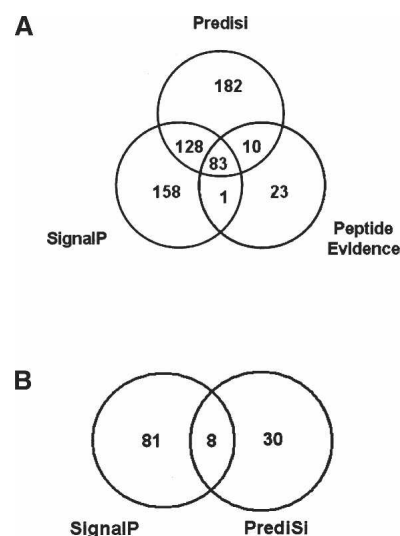 A
Predisi
182
128
10
83
158
1
23
SignalP
Peptide
Evidence
B
81
8
30
SignalP
PrediSi